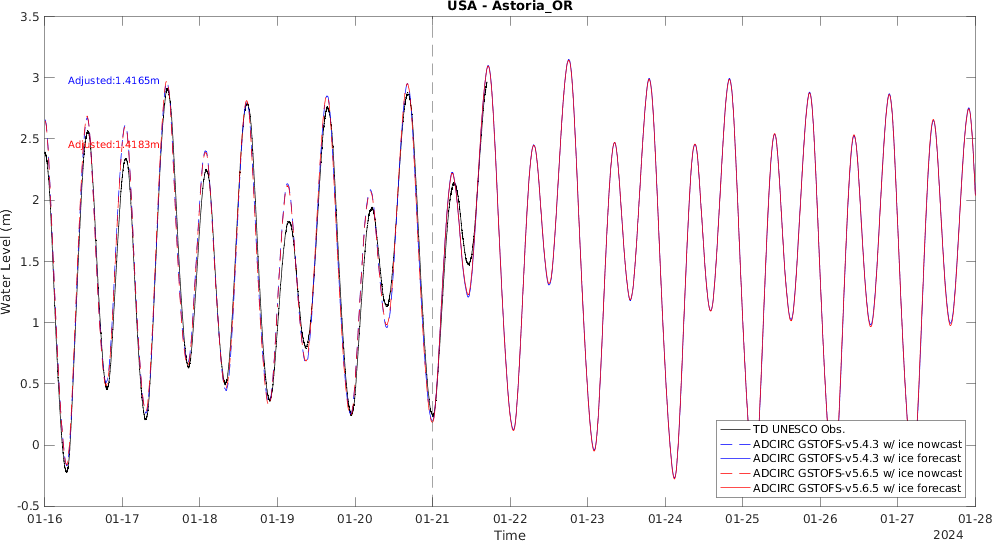 USA - Astoria_OR
3.5
3
2.5
2
1.5
1
0.5
0
-0.5
Water Level (m)
Adjusted:1.4165m
Adjusted:1.4183m
TD UNESCO Obs.
ADCIRC GSTOFS-v5.4.3 w/ ice nowcast
ADCIRC GSTOFS-v5.4.3 w/ ice forecast
ADCIRC GSTOFS-v5.6.5 w/ ice nowcast
ADCIRC GSTOFS-v5.6.5 w/ ice forecast
01-16 01-17 01-18 01-19 01-20 01-21 01-22 01-23 01-24 01-25 01-26 01-27 01-28
Time
2024